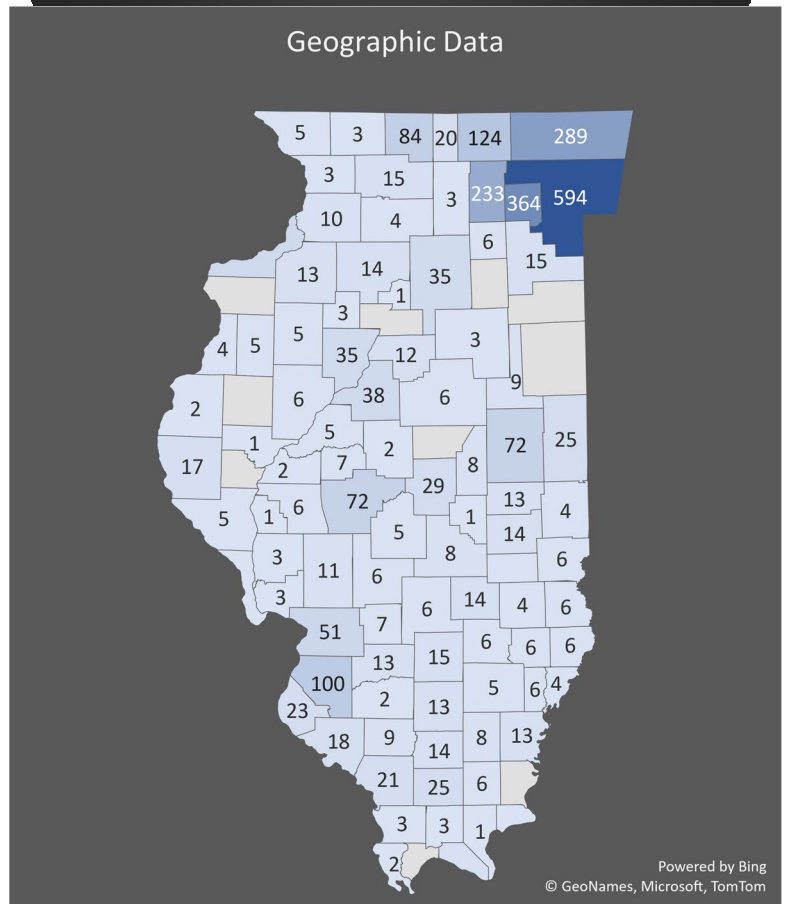 Geographic Data
5 3 84 20 124 289
3 15 3 233 364 594
10 4 6 15
13 14 35
1
3
4 5 5 35 12 3
38 9
2 6 6
5 72 25
1 2 8
17 2 7
72 29 13
5 1 6 5 1 14 4
3 11 6 8 6
3 6 14 4 6
51 7 6 6 6
13 15
100 2 5 6 4
23 13
18 9 14 8 13
21 25 6
3 3 1
2
Powered by Bing
© GeoNames, Microsoft, TomTom